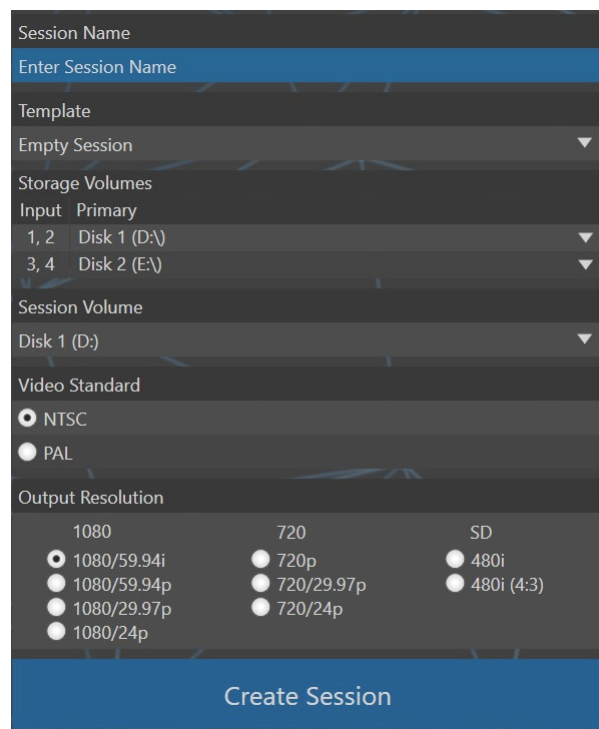 Session Name
Enter Session Name
Template
Empty Session
Storage Volumes
Input Primary
1, 2 Disk 1 (D:\)
3, 4 Disk 2 (E:\)
Session Volume
Disk 1 (D:)
Video Standard
NTSC
PAL
Output Resolution
1080 720 SD
1080/59.94i 720p 480i
1080/59.94p 720/29.97p 480i (4:3)
1080/29.97p 720/24p
1080/24p
Create Session